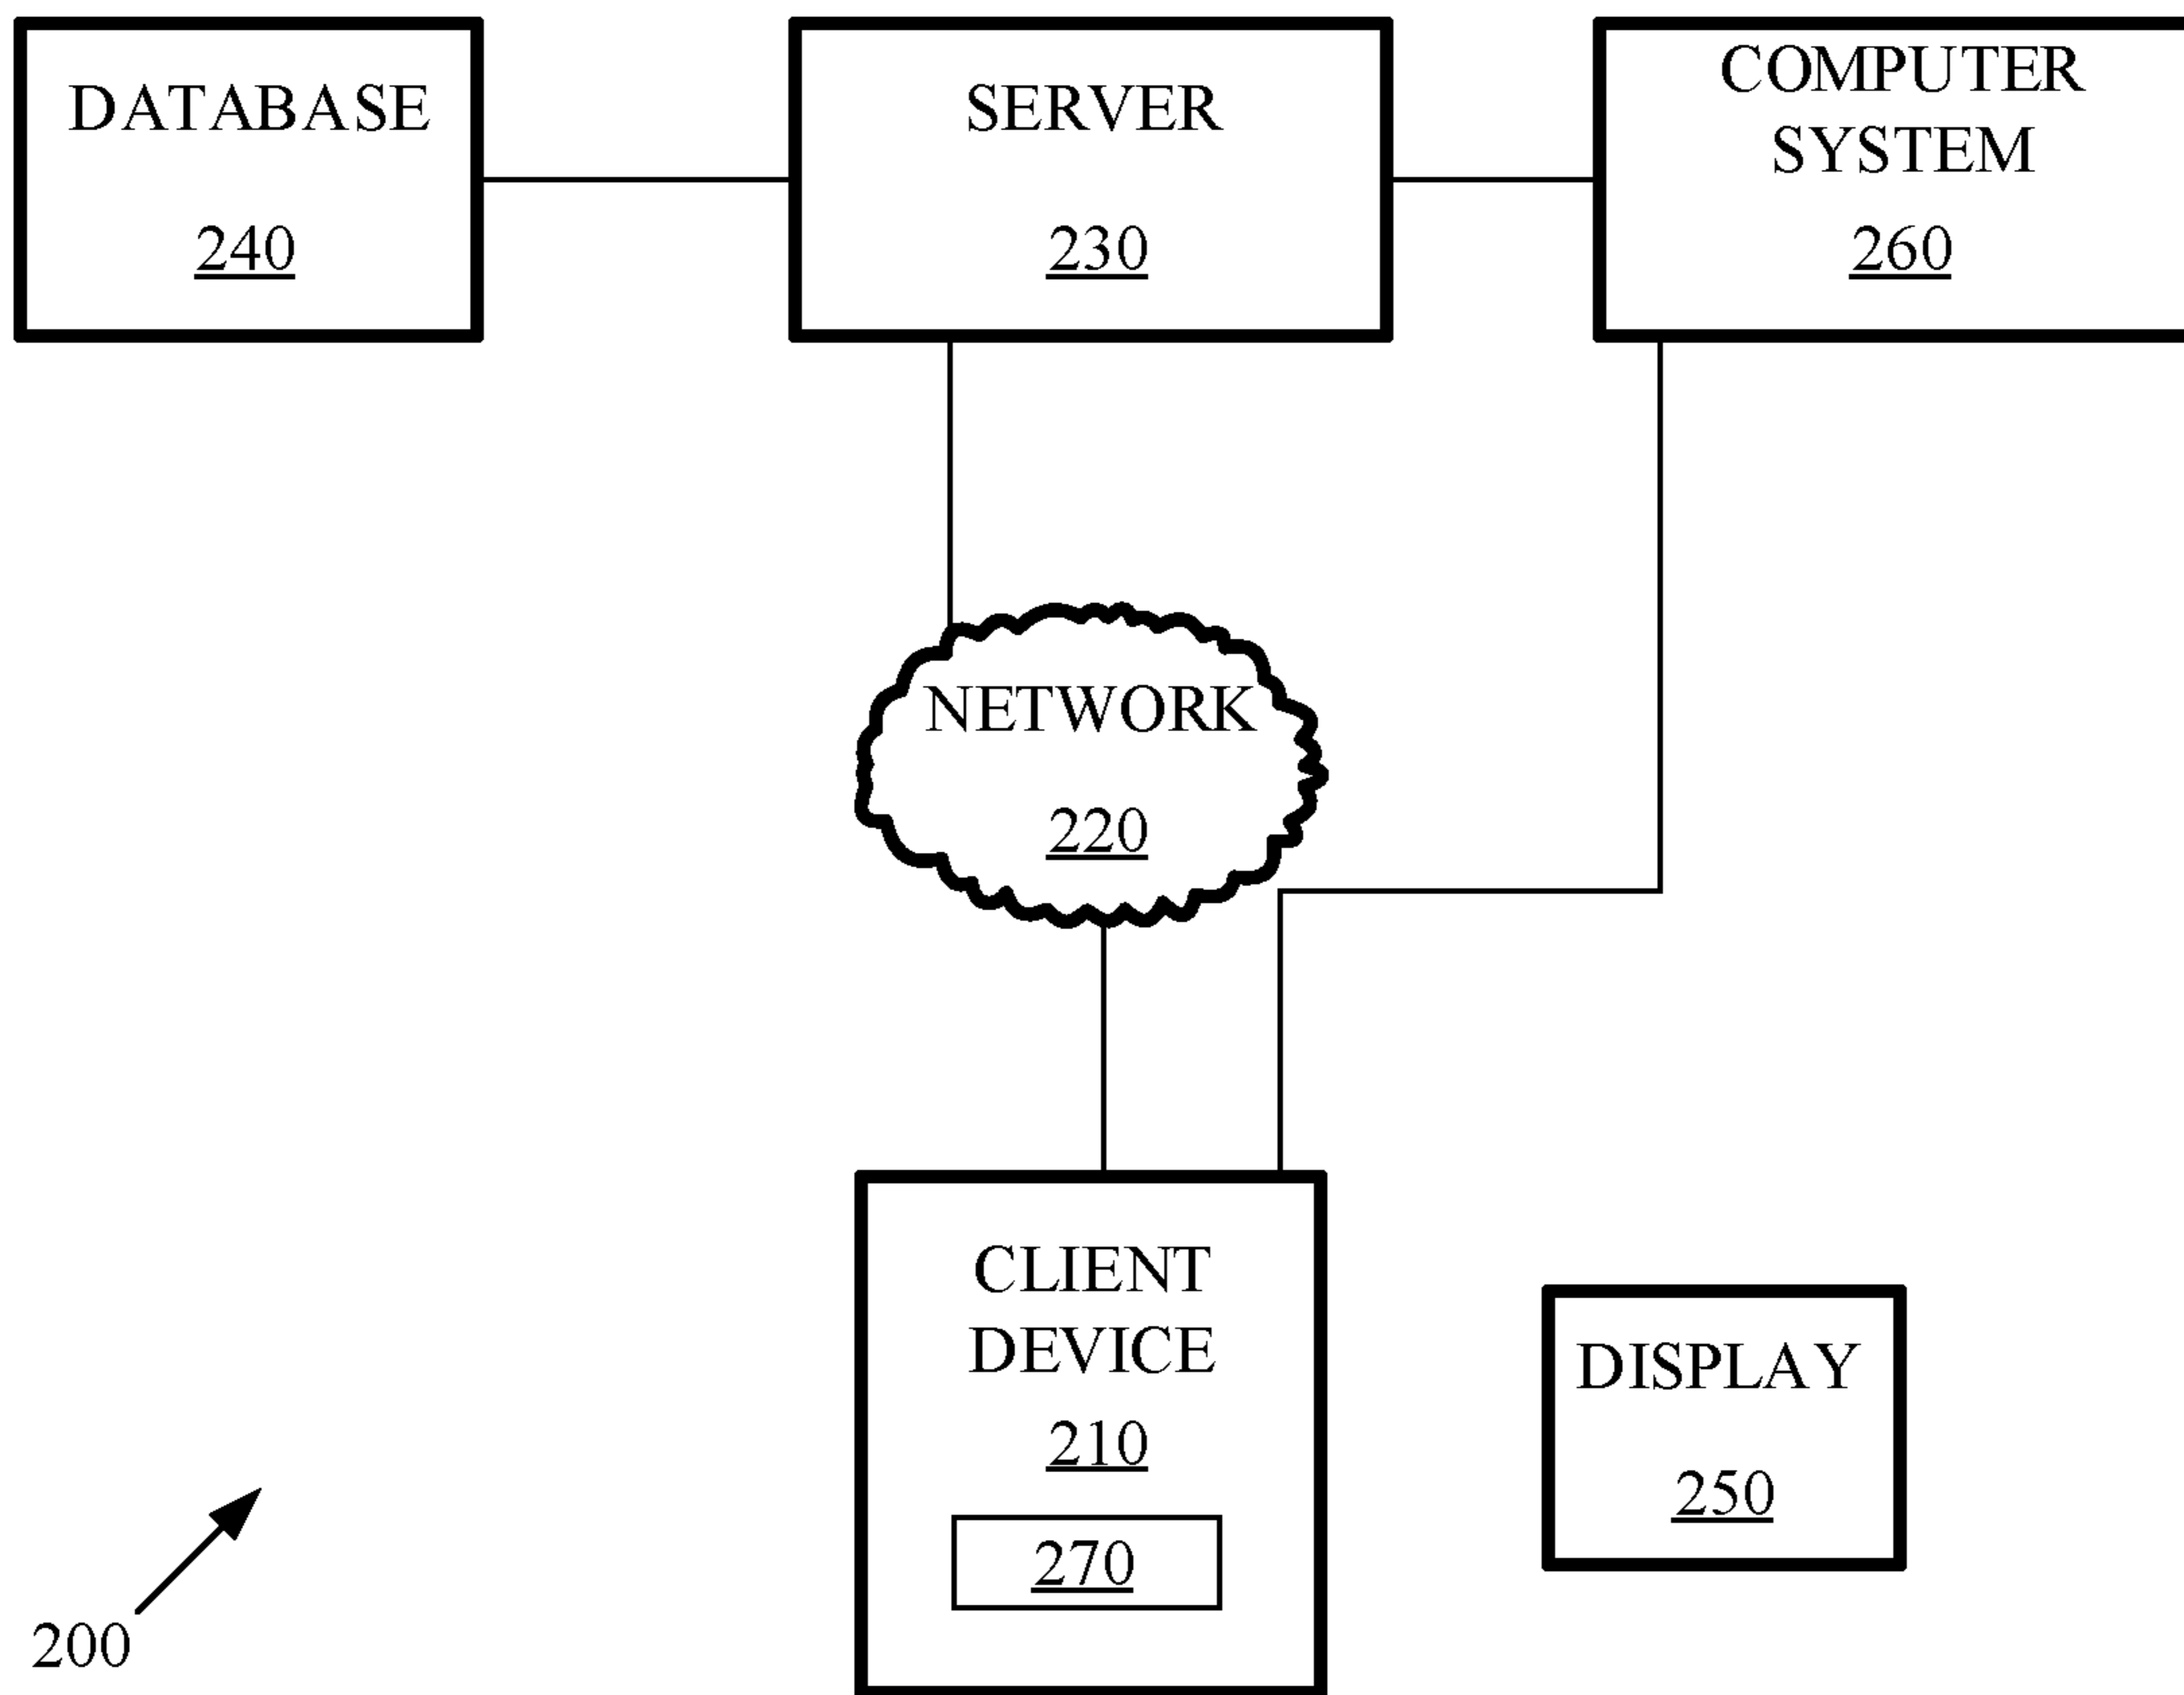 DATABASE
240
SERVER
230
COMPUTER
SYSTEM
260
NETWORK
220
CLIENT
DEVICE
210
270
DISPLAY
250
200